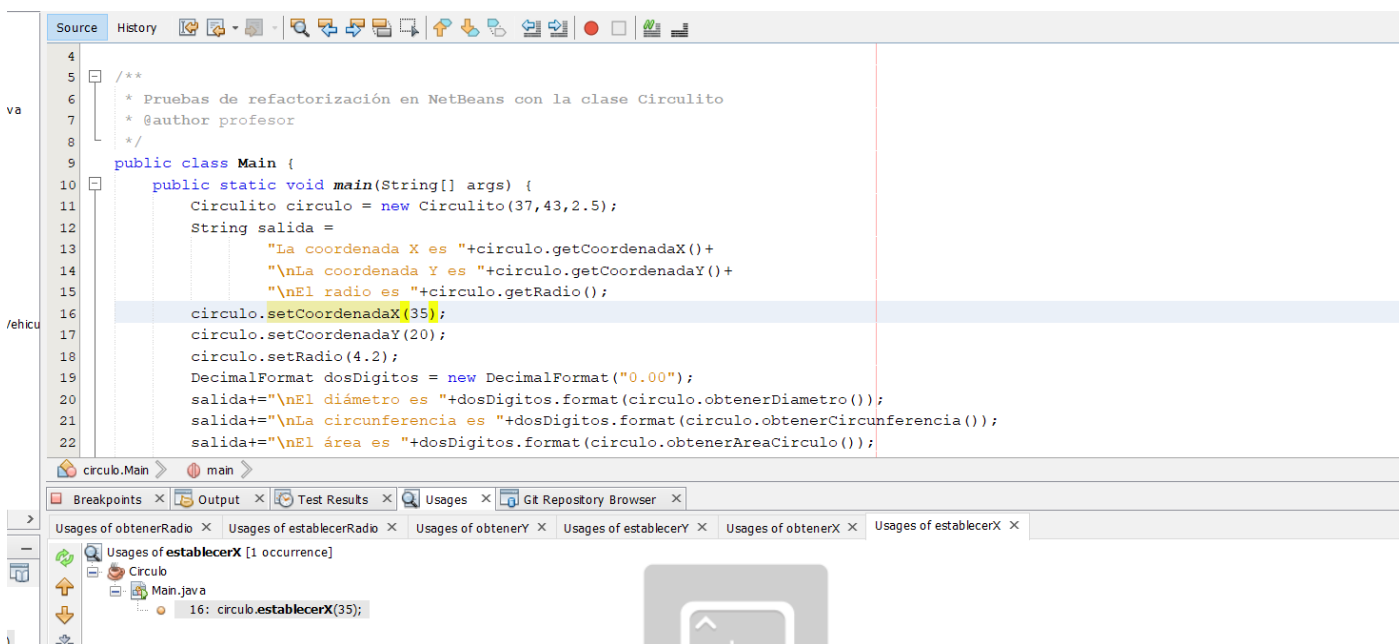 Source History
4
5 /**
6 * Pruebas de refactorización en NetBeans con la clase Circulito
va
7 * @author profesor
8 */
9 public class Main {
10 public static void main(String[] args) {
11 Circulito circulo = new Circulito(37,43,2.5);
12 String salida =
13 "La coordenada X es "+circulo.getCoordenadaX()+
14 "\nLa coordenada Y es "+circulo.getCoordenadaY()+
15 "\nEl radio es "+circulo.getRadio();
16 circulo.setCoordenadaX(35);
/ehicu
17 circulo.setCoordenadaY(20);
18 circulo.setRadio(4.2);
19 DecimalFormat dosDigitos = new DecimalFormat("0.00");
20 salida+="\nEl diámetro es "+dosDigitos.format(circulo.obtenerDiametro());
21 salida+="\nLa circunferencia es "+dosDigitos.format(circulo.obtenerCircunferencia());
22 salida+="\nEl área es "+dosDigitos.format(circulo.obtenerAreaCirculo());
circulo.Main main
Breakpoints Output Test Results Usages Git Repository Browser
Usages of obtenerRadio Usages of establecerRadio Usages of obtenerY Usages of establecerY Usages of obtenerX Usages of establecerX
Usages of establecerX [1 occurrence]
Circulo
Main.java
16: circulo.establecerX(35);